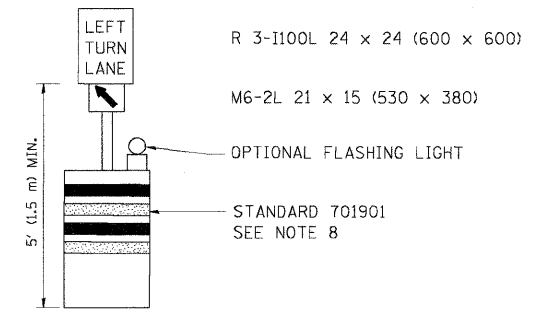 LEFT
TURN
LANE
R 3-I100L 24 x 24 (600 x 600)
M6-2L 21 x 15 (530 x 380)
OPTIONAL FLASHING LIGHT
5' (1.5 m) MIN.
STANDARD 701901
SEE NOTE 8